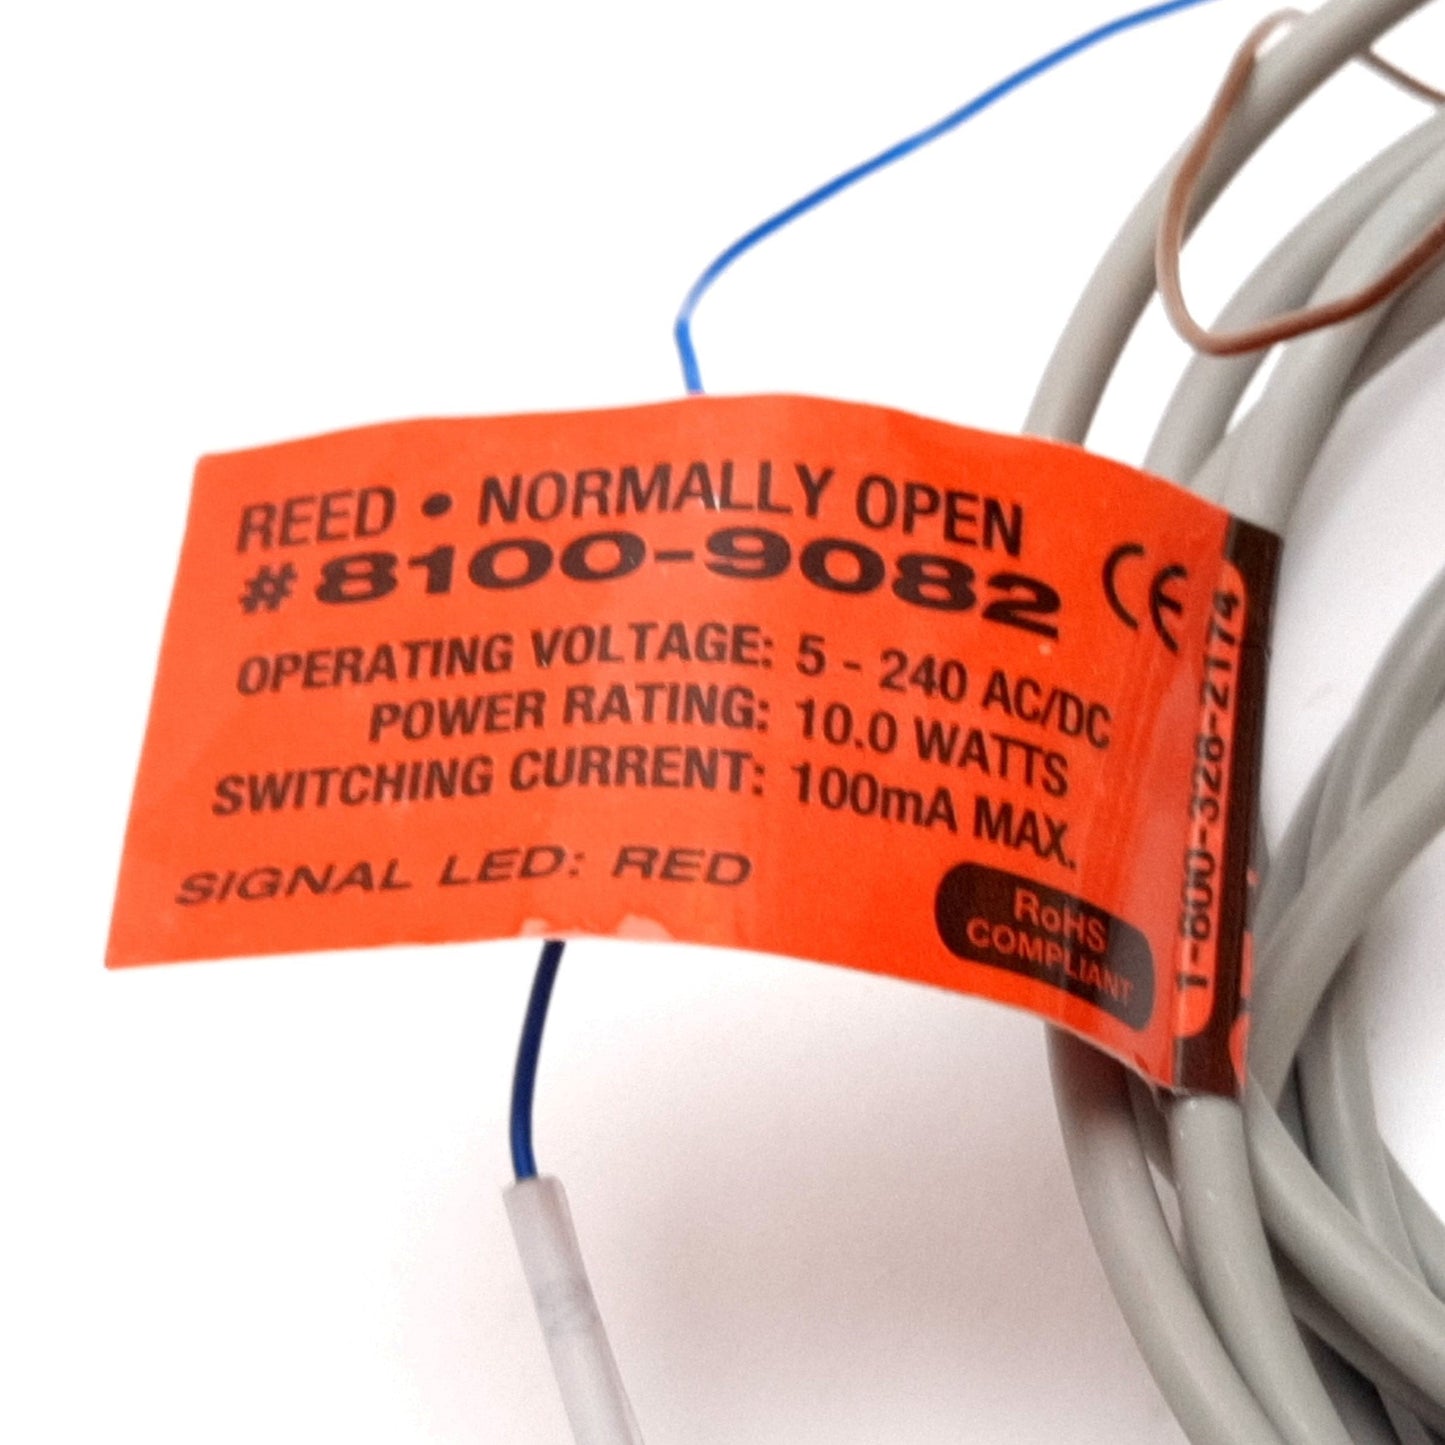 REED • NORMALLY OPEN
#8100-9082
CE
OPERATING VOLTAGE: 5 - 240 AC/DC
POWER RATING: 10.0 WATTS
SWITCHING CURRENT: 100mA MAX.
SIGNAL LED: RED
RoHS
COMPLIANT
1-800-328-2174